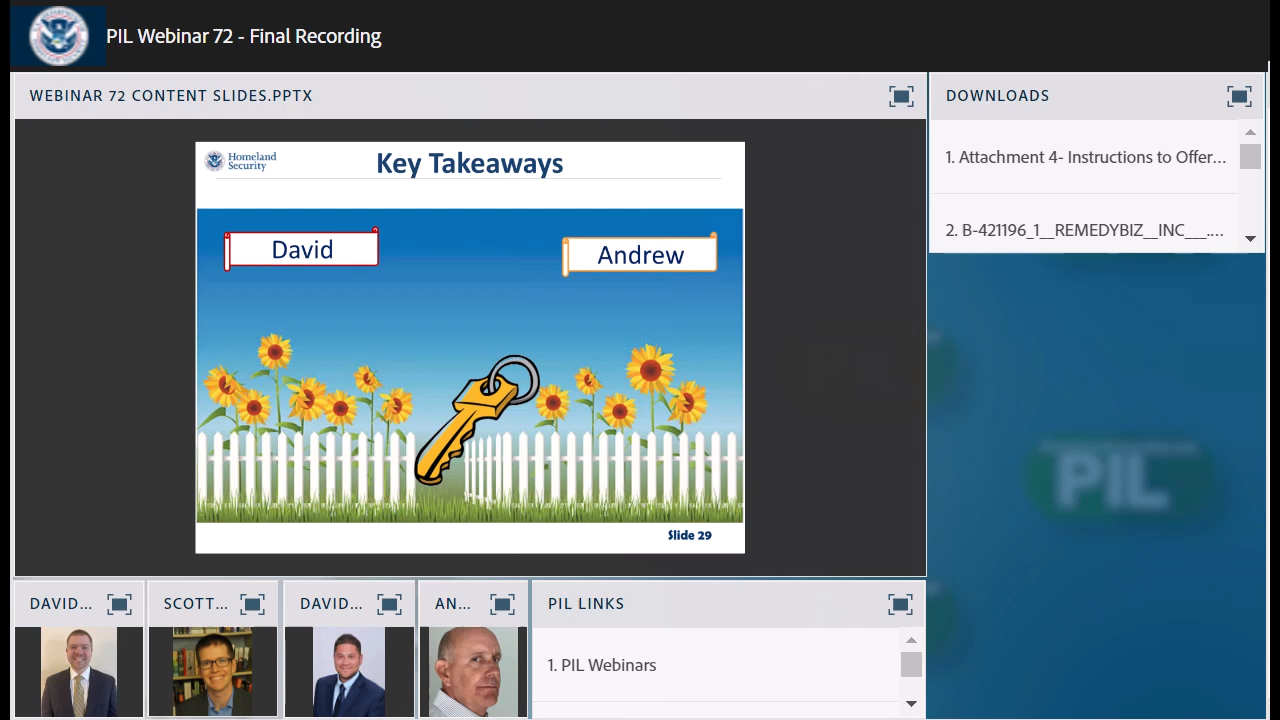 PIL Webinar 72 - Final Recording
WEBINAR 72 CONTENT SLIDES.PPTX
DOWNLOADS
1. Attachment 4- Instructions to Offer...
2. B-421196_1__REMEDYBIZ__INC___....
Homeland
Security
Key Takeaways
David
Andrew
Slide 29
PIL
DAVID...
SCOTT...
DAVID...
AN...
PIL LINKS
1. PIL Webinars